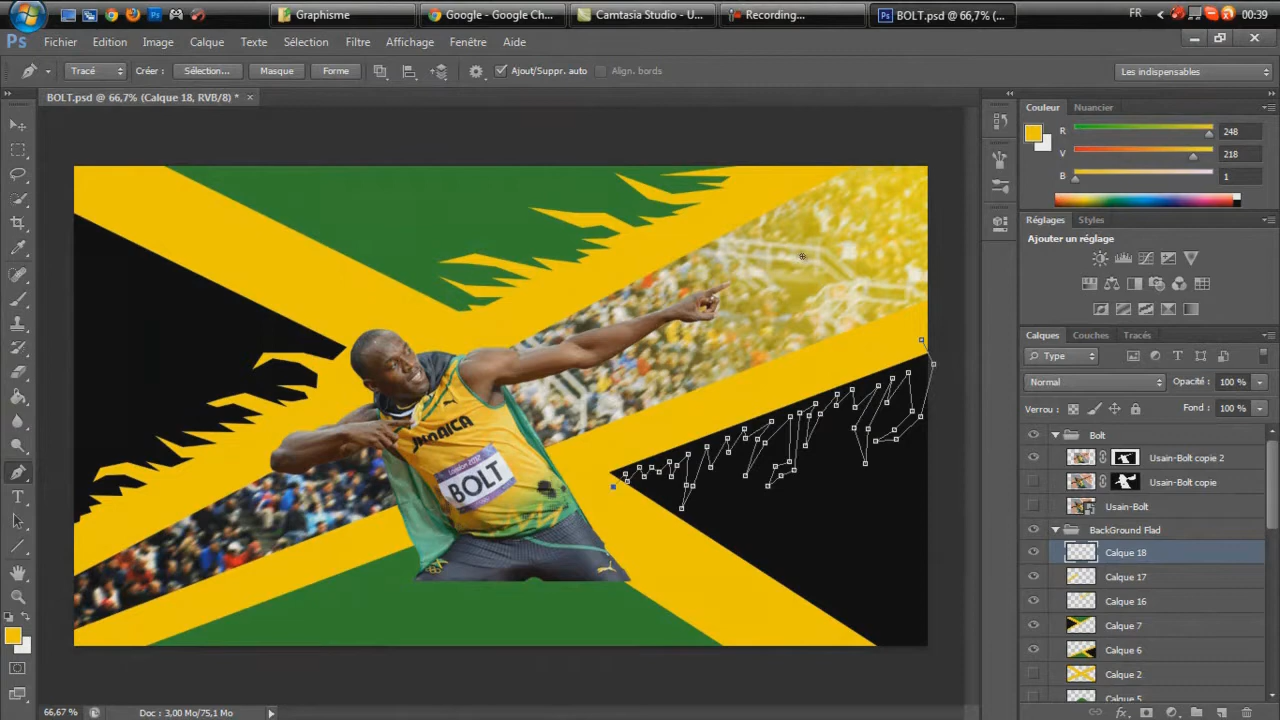 Graphisme
Google - Google Ch...
Camtasia Studio - U...
Recording...
BOLT.psd @ 66,7% (...
FR
00:39
Ps
Fichier
Edition
Image
Calque
Texte
Sélection
Filtre
Affichage
Fenêtre
Aide
Tracé
Créer :
Sélection...
Masque
Forme
Ajout/Suppr. auto
Align. bords
Les indispensables
BOLT.psd @ 66,7% (Calque 18, RVB/8) *
Couleur
Nuancier
R
248
V
218
B
1
Réglages
Styles
Ajouter un réglage
Calques
Couches
Tracés
Type
Normal
Opacité :
100 %
Verrou :
Fond :
100 %
Bolt
Usain-Bolt copie 2
Usain-Bolt copie
Usain-Bolt
BackGround Flad
Calque 18
Calque 17
Calque 16
Calque 7
Calque 6
Calque 2
Calque 5
JAMAICA
London 2012
BOLT
66,67 %
Doc : 3,00 Mo/75,1 Mo